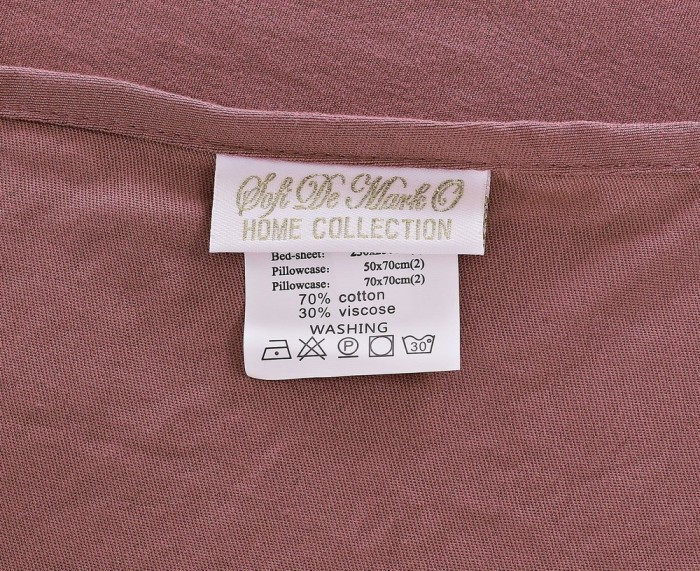 Soft De Mark O
HOME COLLECTION
Bed-sheet:
Pillowcase: 50x70cm(2)
Pillowcase: 70x70cm(2)
70% cotton
30% viscose
WASHING
P 30